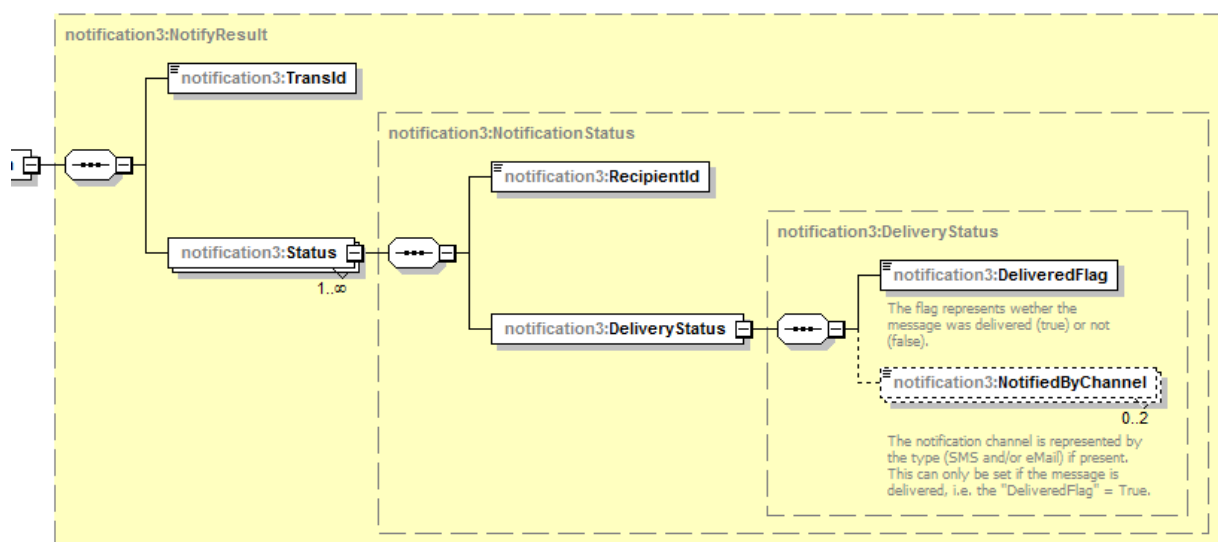 notification3:NotifyResult
notification3:TransId
notification3:NotificationStatus
notification3:RecipientId
notification3:Status
1..∞
notification3:DeliveryStatus
notification3:DeliveryStatus
notification3:DeliveredFlag
The flag represents wether the
message was delivered (true) or not
(false).
notification3:NotifiedByChannel
0..2
The notification channel is represented by
the type (SMS and/or eMail) if present.
This can only be set if the message is
delivered, i.e. the "DeliveredFlag" = True.